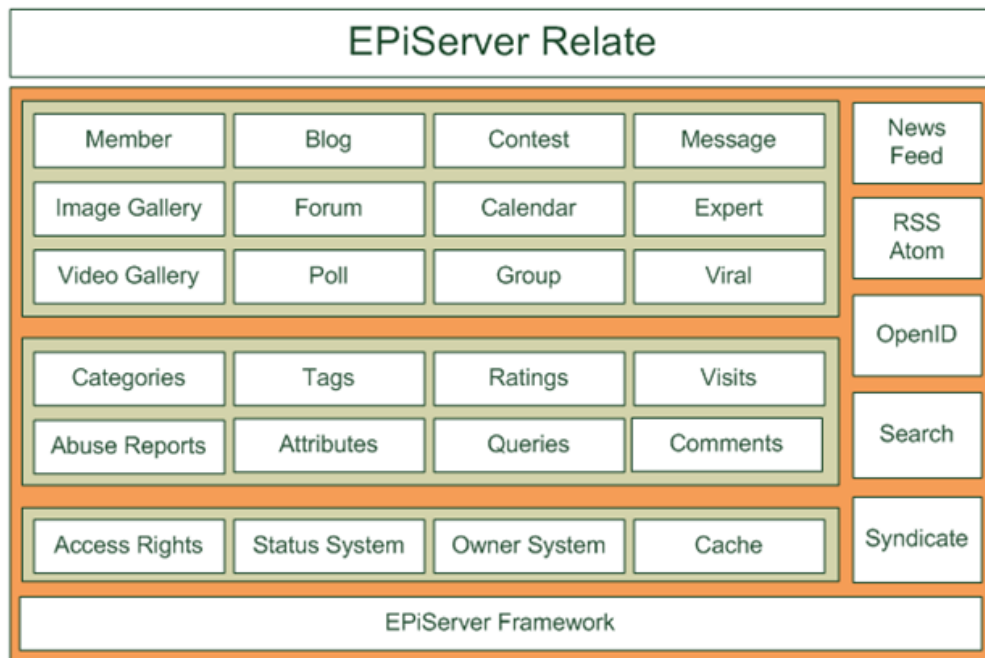 EPiServer Relate
Member Blog Contest Message
News
Feed
Image Gallery Forum Calendar Expert
RSS
Atom
Video Gallery Poll Group Viral
OpenID
Categories Tags Ratings Visits
Abuse Reports Attributes Queries Comments
Search
Access Rights Status System Owner System Cache
Syndicate
EPiServer Framework